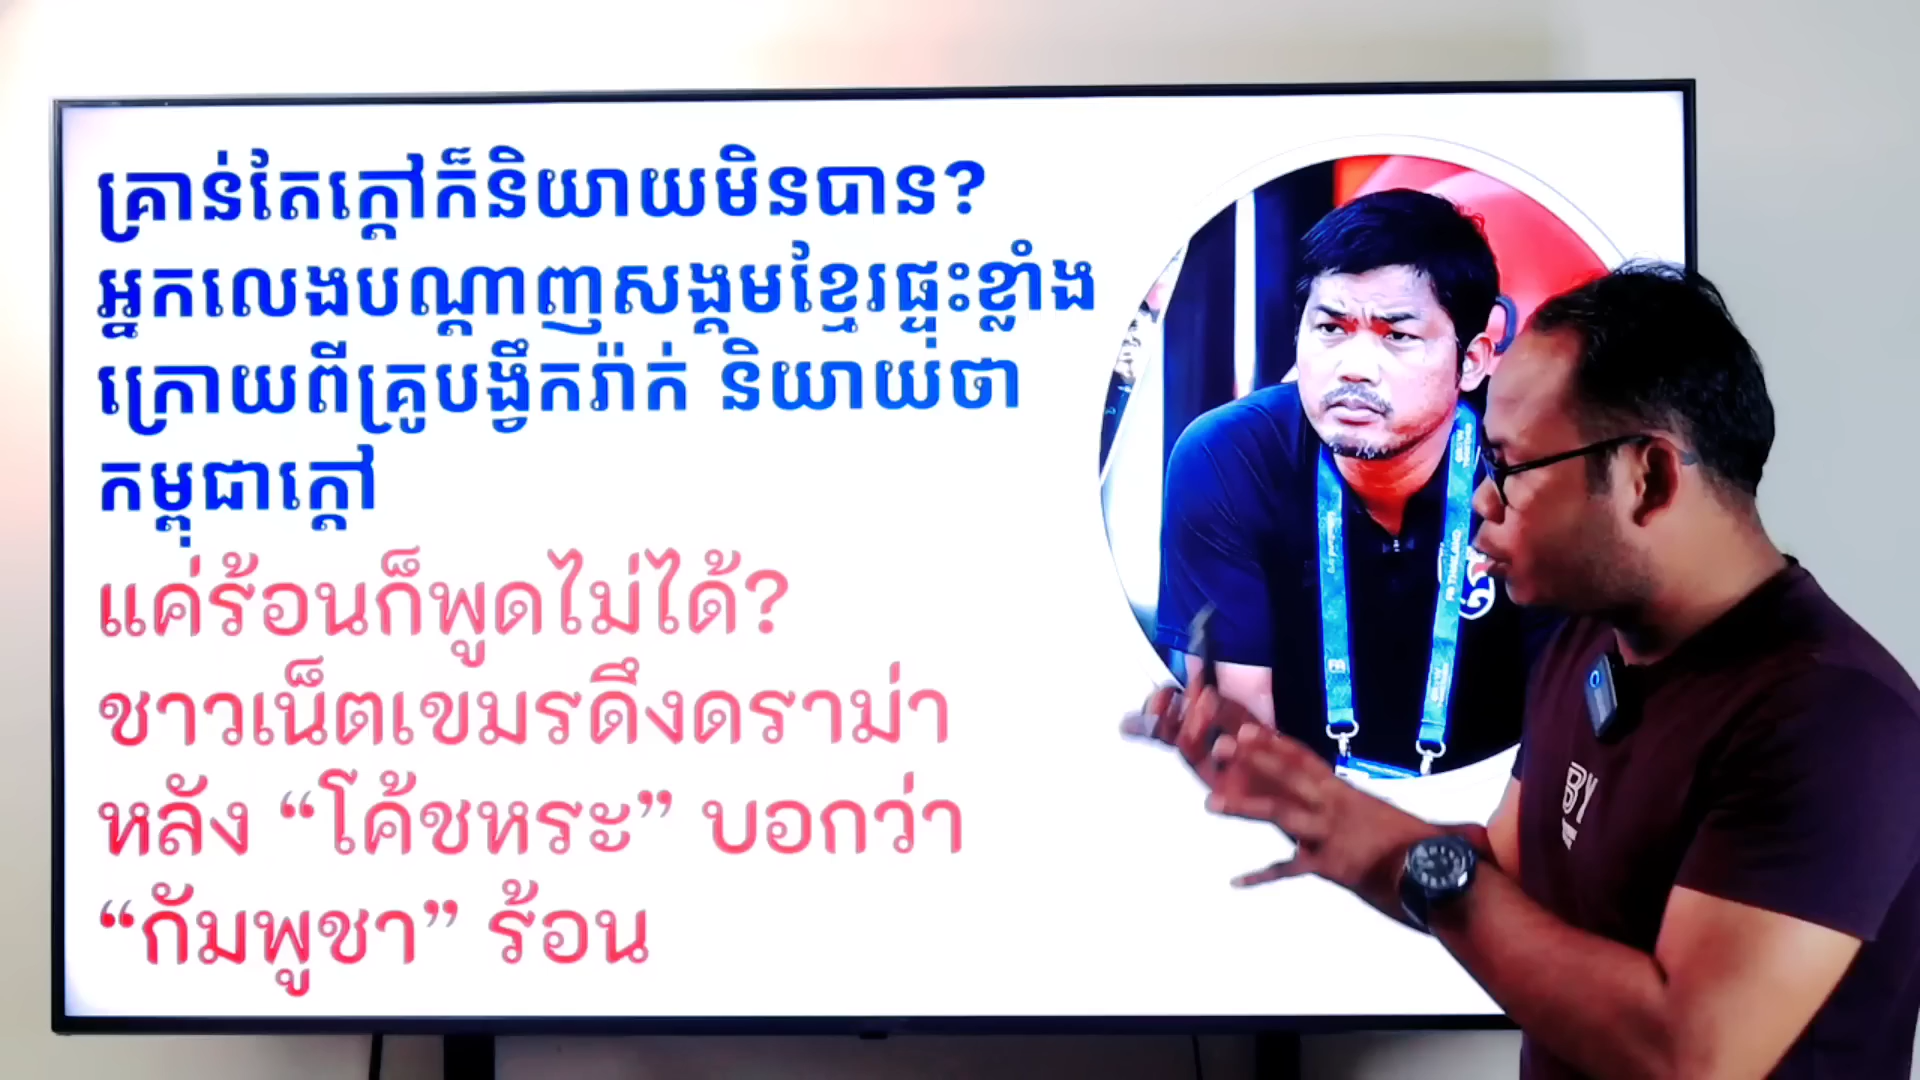 គ្រាន់តែក្តៅក៏និយាយមិនបាន?
អ្នកលេងបណ្តាញសង្គមខ្មែរផ្ទុះខ្លាំង
ក្រោយពីគ្រូបង្វឹករ៉ាក់ និយាយថា
កម្ពុជាក្តៅ
แค่ร้อนก็พูดไม่ได้?
ชาวเน็ตเขมรดึงดราม่า
หลัง “โค้ชหระ” บอกว่า
“กัมพูชา” ร้อน
BY